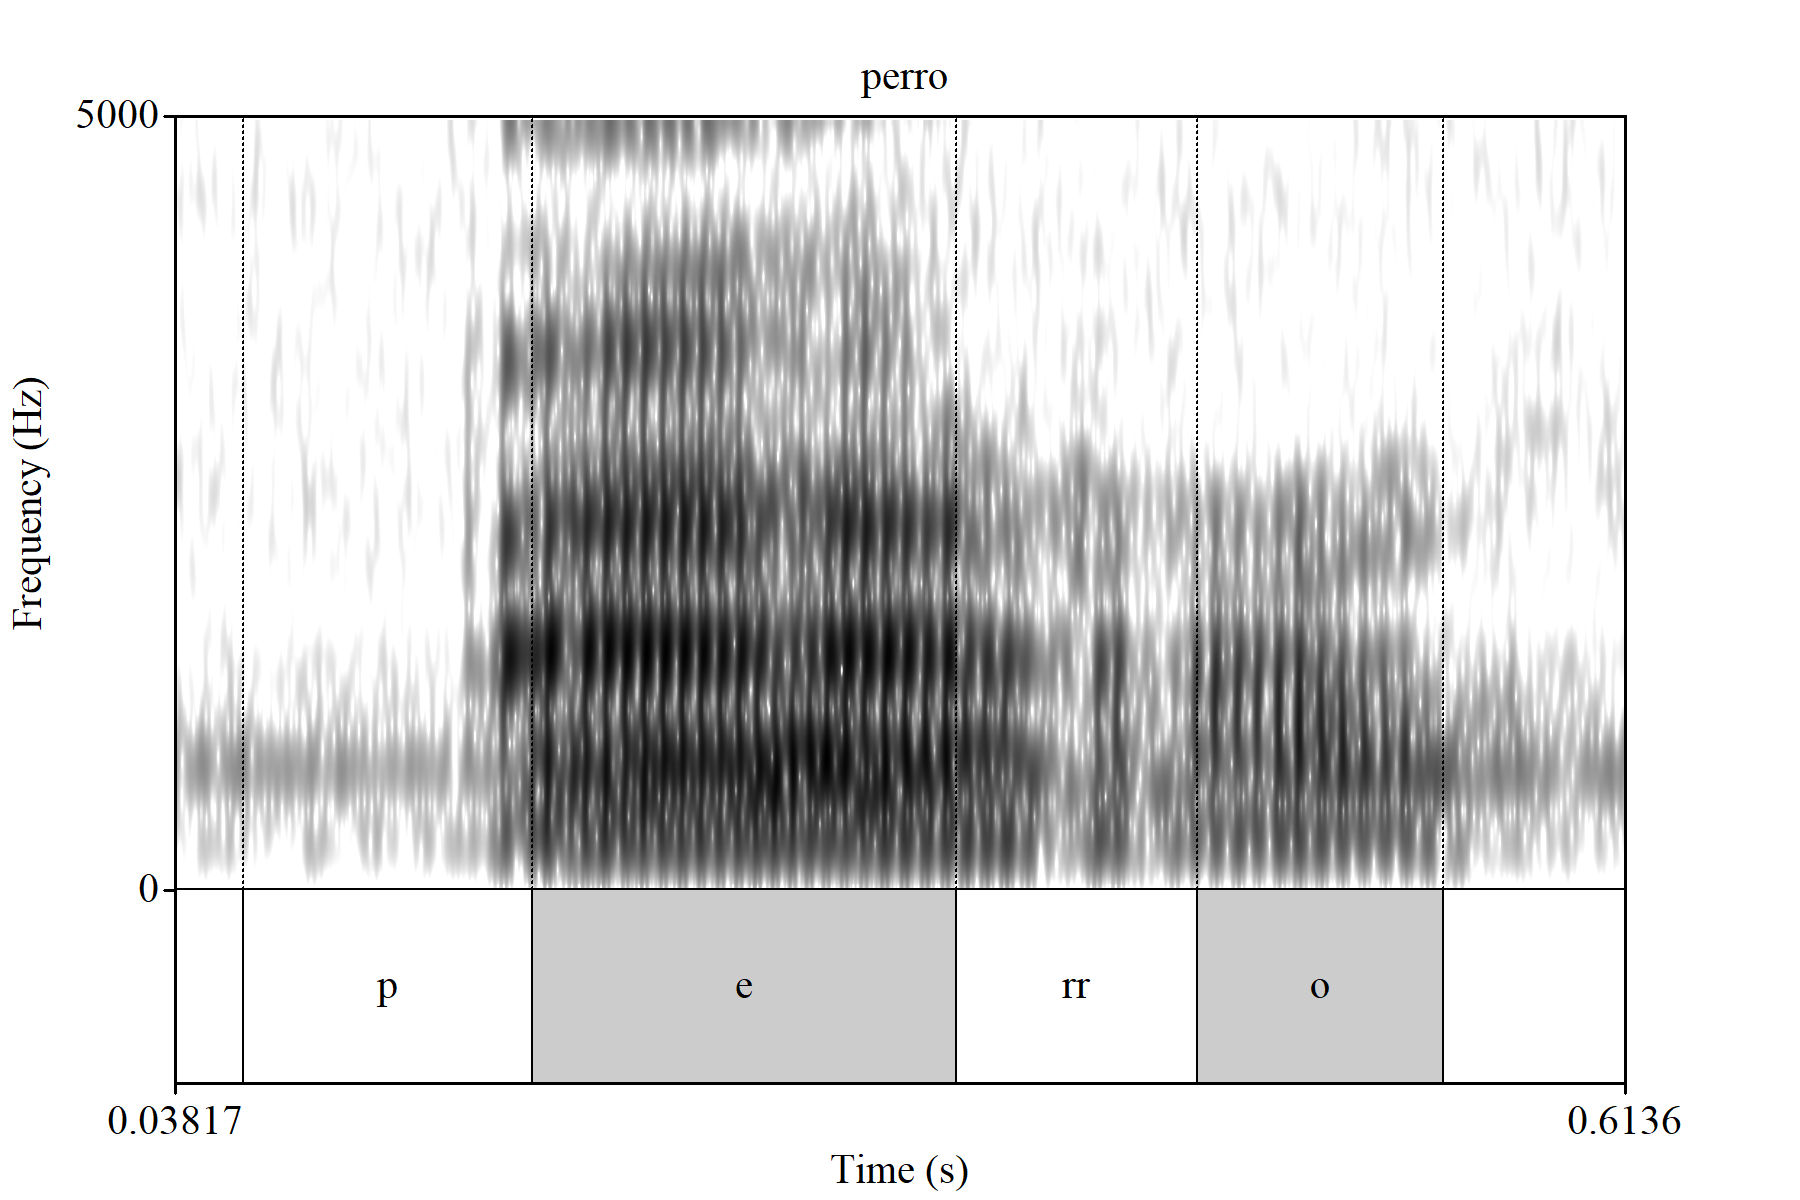 perro
5000
Frequency (Hz)
0
p e rr o
0.03817 0.6136
Time (s)